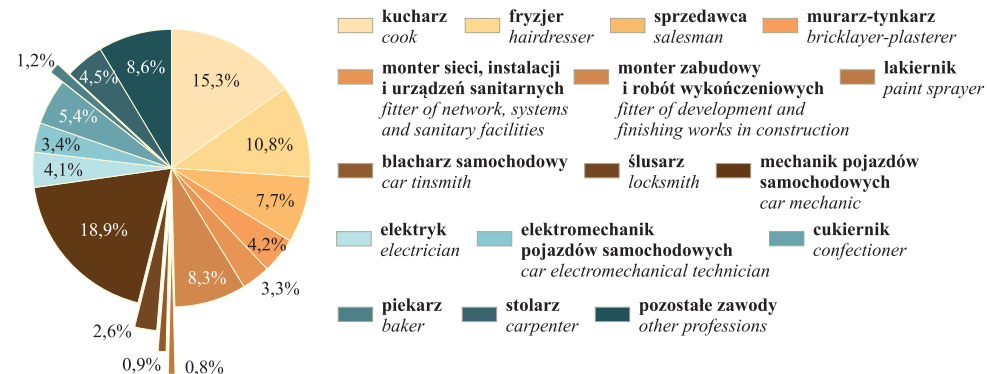 15,3%
10,8%
7,7%
4,2%
3,3%
8,3%
0,8%
0,9%
2,6%
18,9%
4,1%
3,4%
5,4%
1,2%
4,5%
8,6%
kucharz
cook
fryzjer
hairdresser
sprzedawca
salesman
murarz-tynkarz
bricklayer-plasterer
monter sieci, instalacji
i urządzeń sanitarnych
fitter of network, systems
and sanitary facilities
monter zabudowy
i robót wykończeniowych
fitter of development and
finishing works in construction
lakiernik
paint sprayer
blacharz samochodowy
car tinsmith
ślusarz
locksmith
mechanik pojazdów
samochodowych
car mechanic
elektryk
electrician
elektromechanik
pojazdów samochodowych
car electromechanical technician
cukiernik
confectioner
piekarz
baker
stolarz
carpenter
pozostałe zawody
other professions